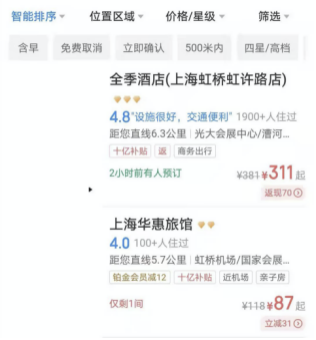 智能排序 位置区域 价格/星级 筛选
含早 免费取消 立即确认 500米内 四星/高档
全季酒店(上海虹桥虹许路店)
4.8 "设施很好，交通便利" 1900+人住过
距您直线6.3公里 光大会展中心/漕河...
十亿补贴 返 商务出行
2小时前有人预订 ¥381 ¥311起
返现70
上海华惠旅馆
4.0 100+人住过
距您直线5.7公里 虹桥机场/国家会展...
铂金会员减12 十亿补贴 近机场 亲子房
仅剩1间 ¥118 ¥87起
立减31